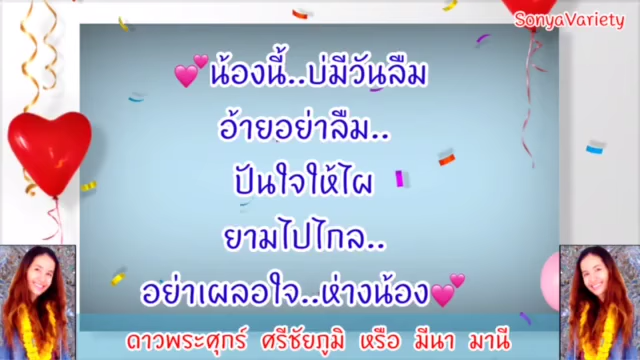 SonyaVariety
น้องนี้..บ่มีวันลืม
อ้ายอย่าลืม..
ปันใจให้ไผ
ยามไปไกล..
อย่าเผลอใจ..ห่างน้อง
ดาวพระศุกร์ ศรีชัยภูมิ หรือ มีนา มานี